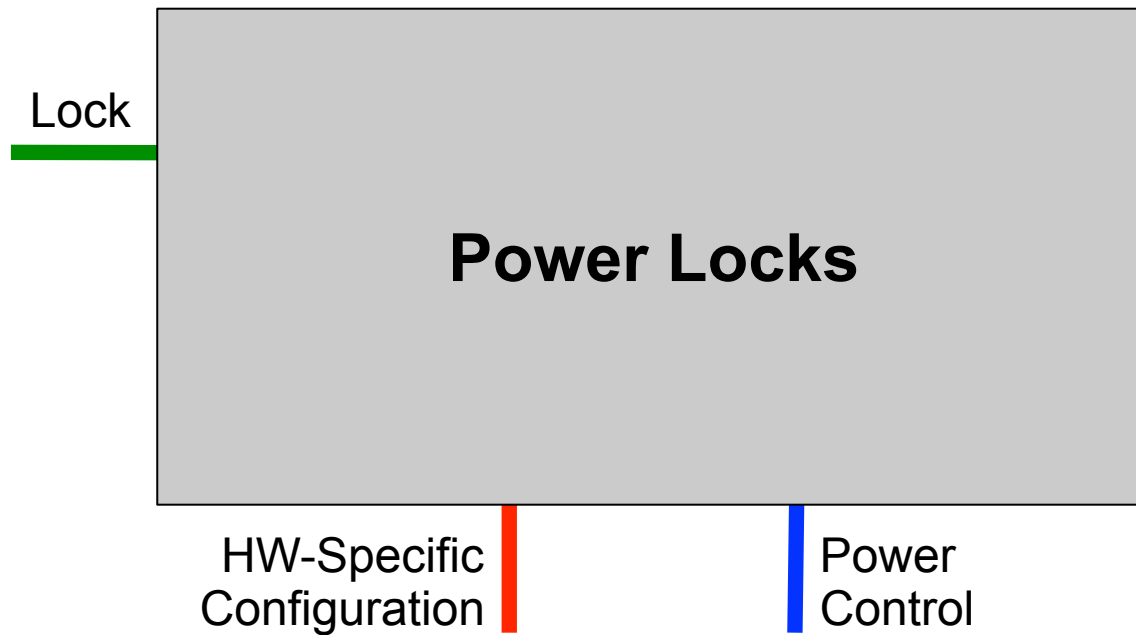 Lock
Power Locks
HW-Specific
Configuration
Power
Control